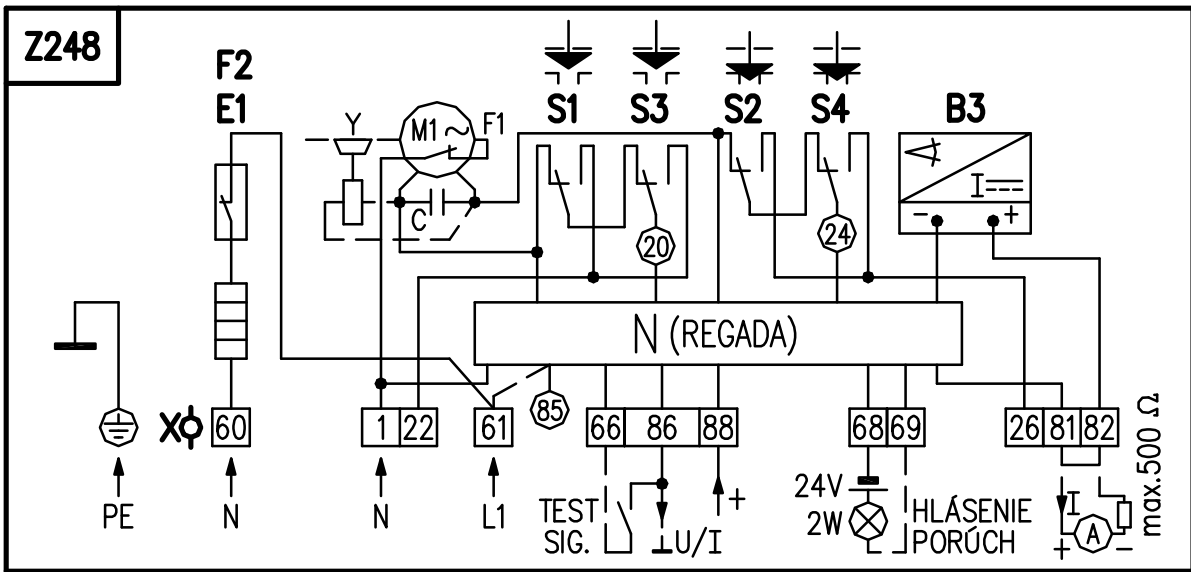 Z248
F2
E1
Y
M1 ~
F1
C
S1
S3
S2
S4
B3
I
- +
20
24
N (REGADA)
85
X
60
1
22
61
66
86
88
68
69
26
81
82
max.500 Ω
PE
N
N
L1
TEST
SIG.
U/I
+
24V
2W
HLÁSENIE
PORÚCH
I
A
+ -